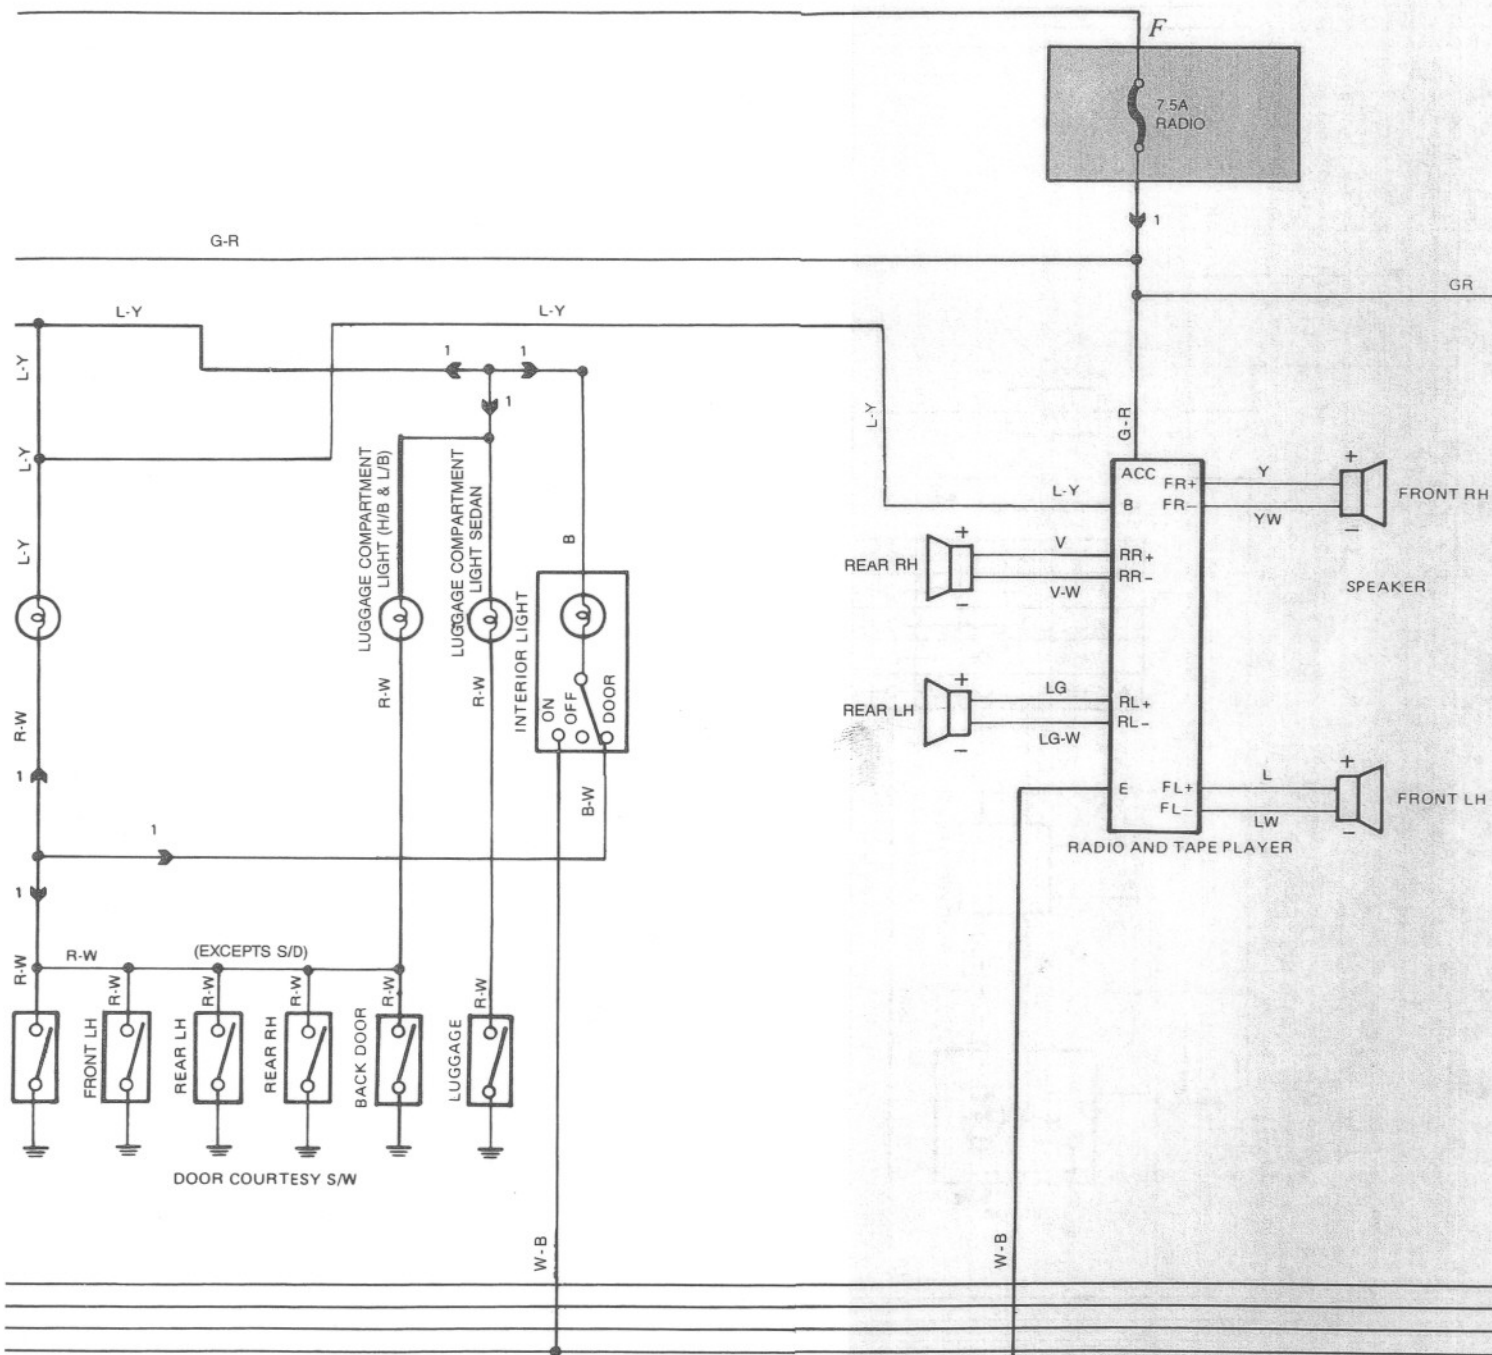 F
7.5A
RADIO
1
G-R
GR
L-Y
L-Y
L-Y
1
1
1
L-Y
G-R
L-Y
LUGGAGE COMPARTMENT
LIGHT (H/B & L/B)
LUGGAGE COMPARTMENT
LIGHT SEDAN
B
L-Y
ACC
B
FR+
FR−
Y
YW
+
−
FRONT RH
L-Y
REAR RH
+
−
V
V-W
RR+
RR−
SPEAKER
INTERIOR LIGHT
ON
OFF
DOOR
R-W
R-W
R-W
REAR LH
+
−
LG
LG-W
RL+
RL−
1
B-W
E
FL+
FL−
L
LW
+
−
FRONT LH
RADIO AND TAPE PLAYER
1
1
R-W
R-W
(EXCEPTS S/D)
R-W
R-W
R-W
R-W
R-W
FRONT LH
REAR LH
REAR RH
BACK DOOR
LUGGAGE
DOOR COURTESY S/W
W-B
W-B